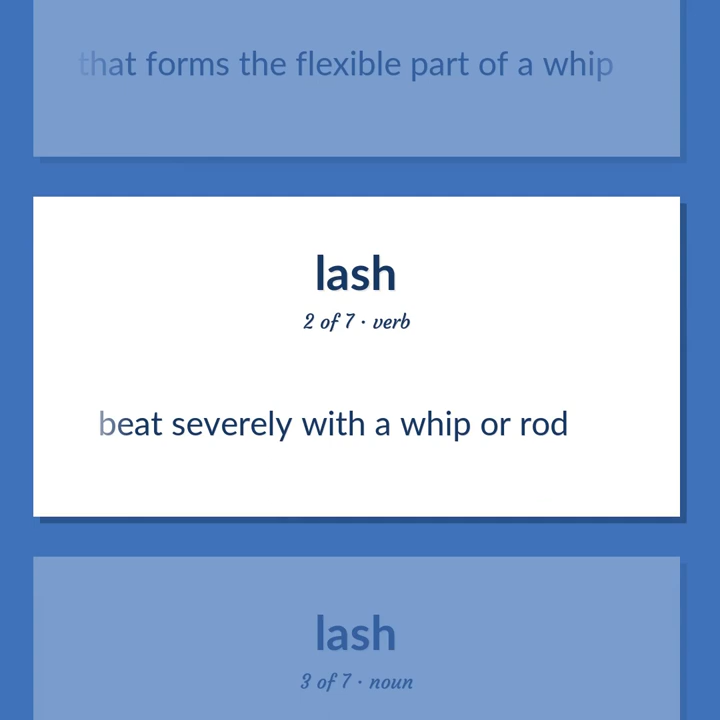 that forms the flexible part of a whip
lash
2 of 7 · verb
beat severely with a whip or rod
lash
3 of 7 · noun